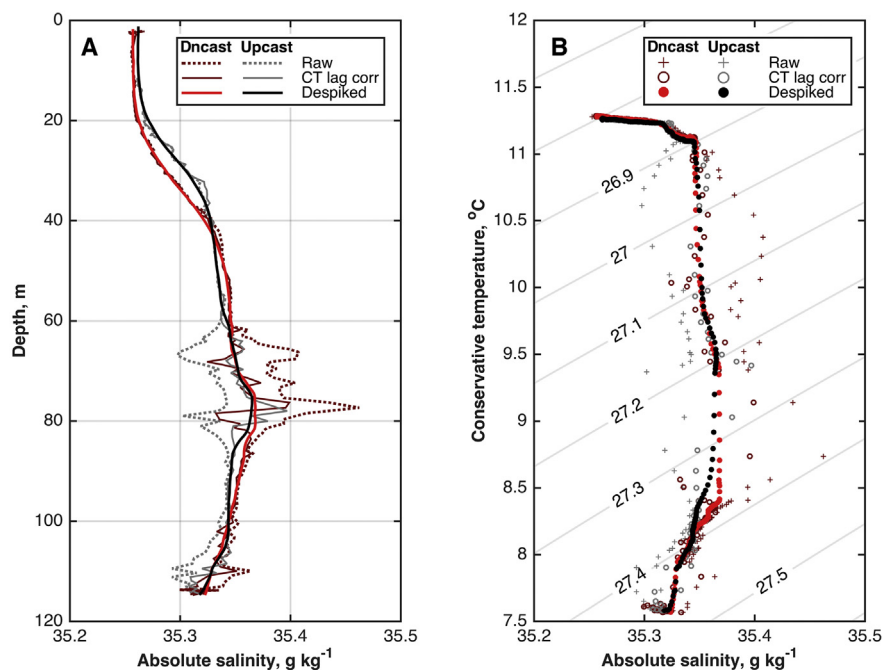 A
Dncast Upcast
Raw
CT lag corr
Despiked
0
20
40
60
80
100
120
Depth, m
35.2
35.3
35.4
35.5
Absolute salinity, g kg-1
B
Dncast Upcast
Raw
CT lag corr
Despiked
12
11.5
11
10.5
10
9.5
9
8.5
8
7.5
Conservative temperature, oC
26.9
27
27.1
27.2
27.3
27.4
27.5
35.2
35.3
35.4
35.5
Absolute salinity, g kg-1